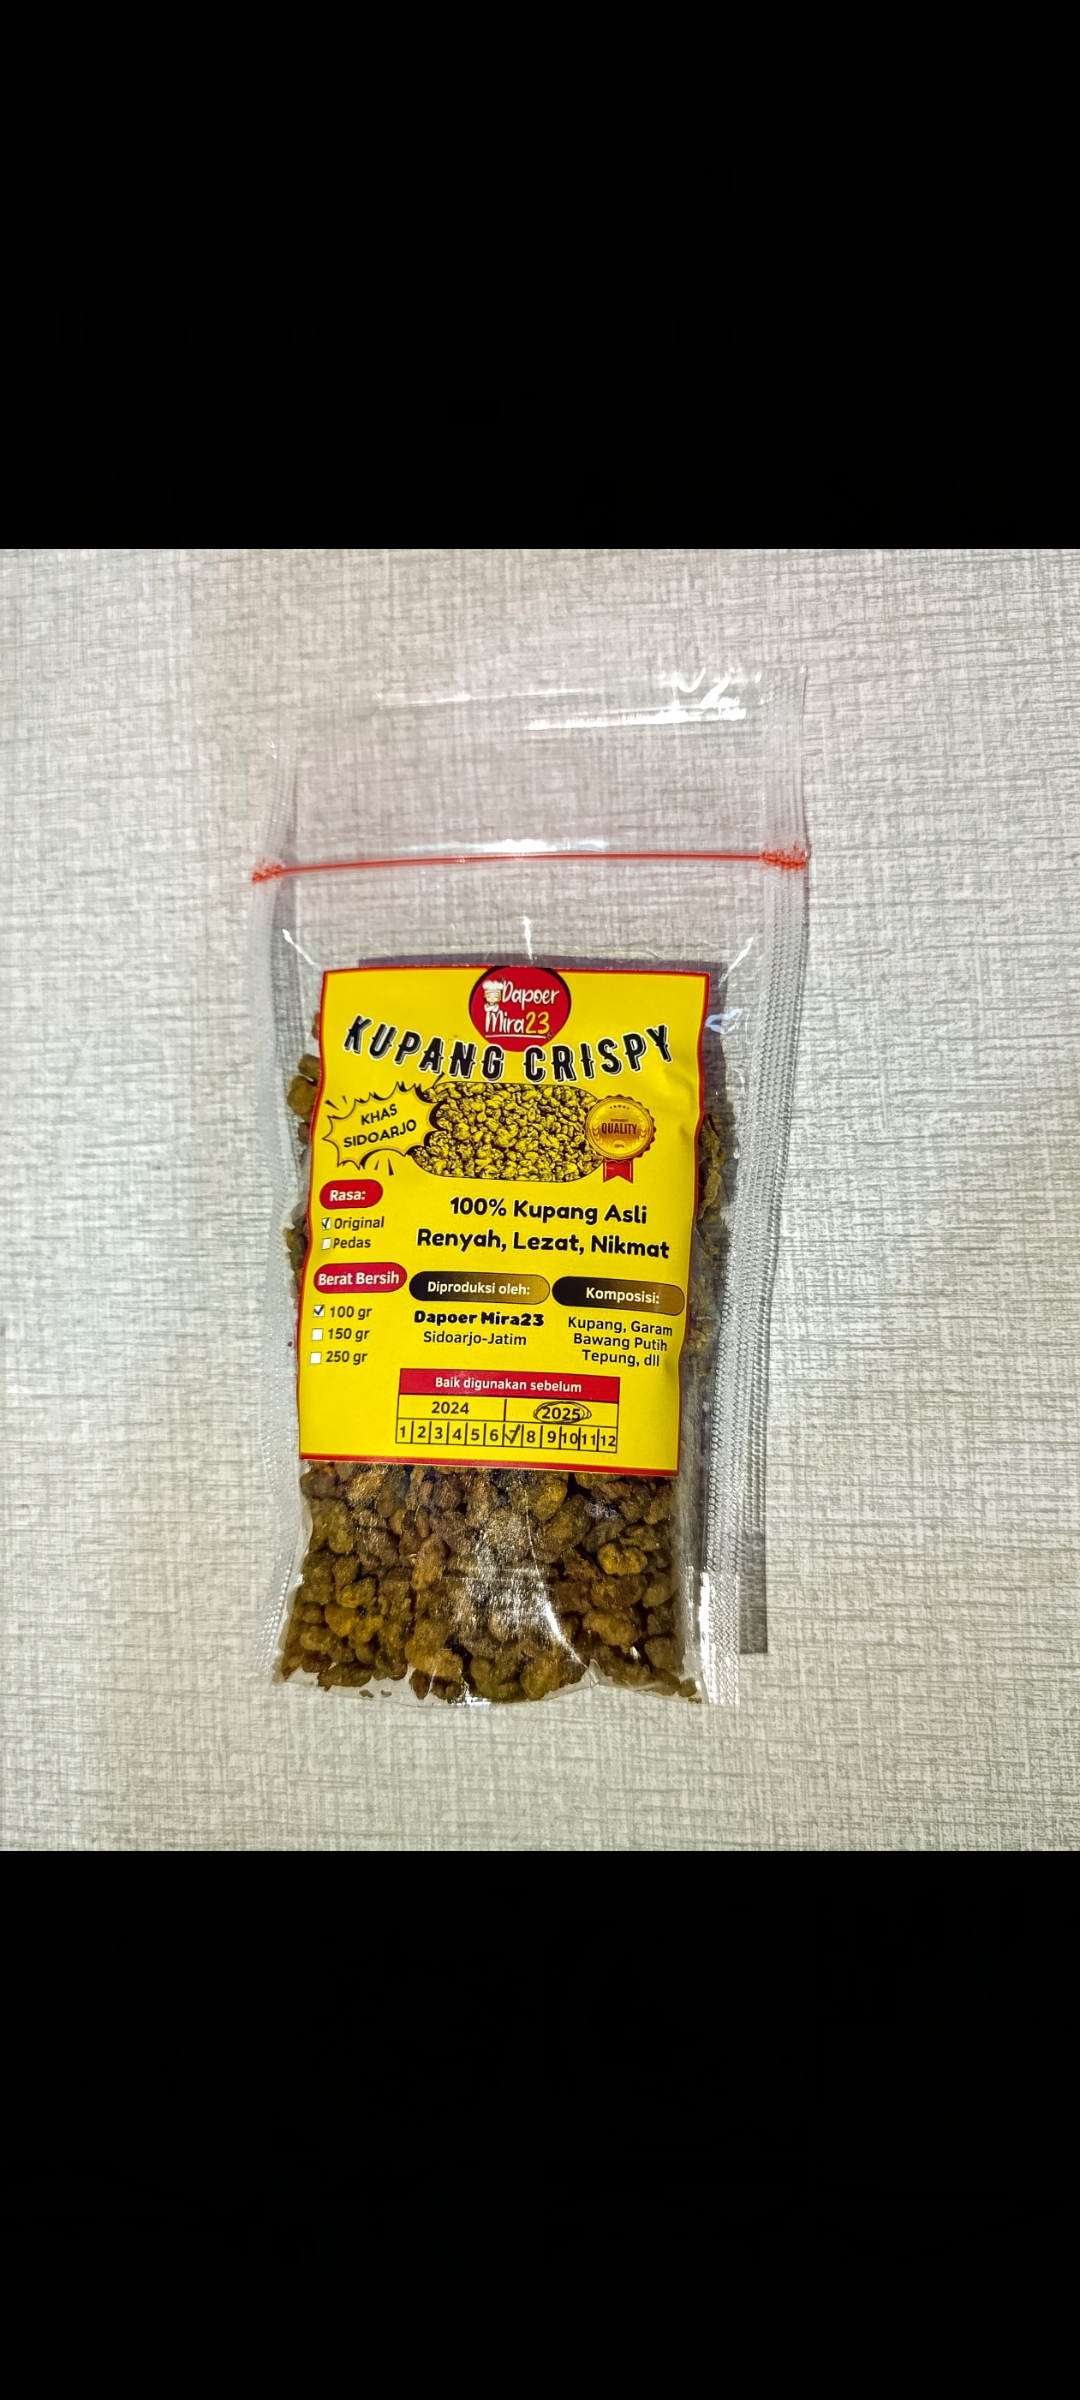 Dapoer
Mira23
KUPANG CRISPY
KHAS
SIDOARJO
QUALITY
Rasa:
Original
Pedas
100% Kupang Asli
Renyah, Lezat, Nikmat
Berat Bersih
100 gr
150 gr
250 gr
Diproduksi oleh:
Dapoer Mira23
Sidoarjo-Jatim
Komposisi:
Kupang, Garam
Bawang Putih
Tepung, dll
Baik digunakan sebelum
2024 2025
1 2 3 4 5 6 7 8 9 10 11 12